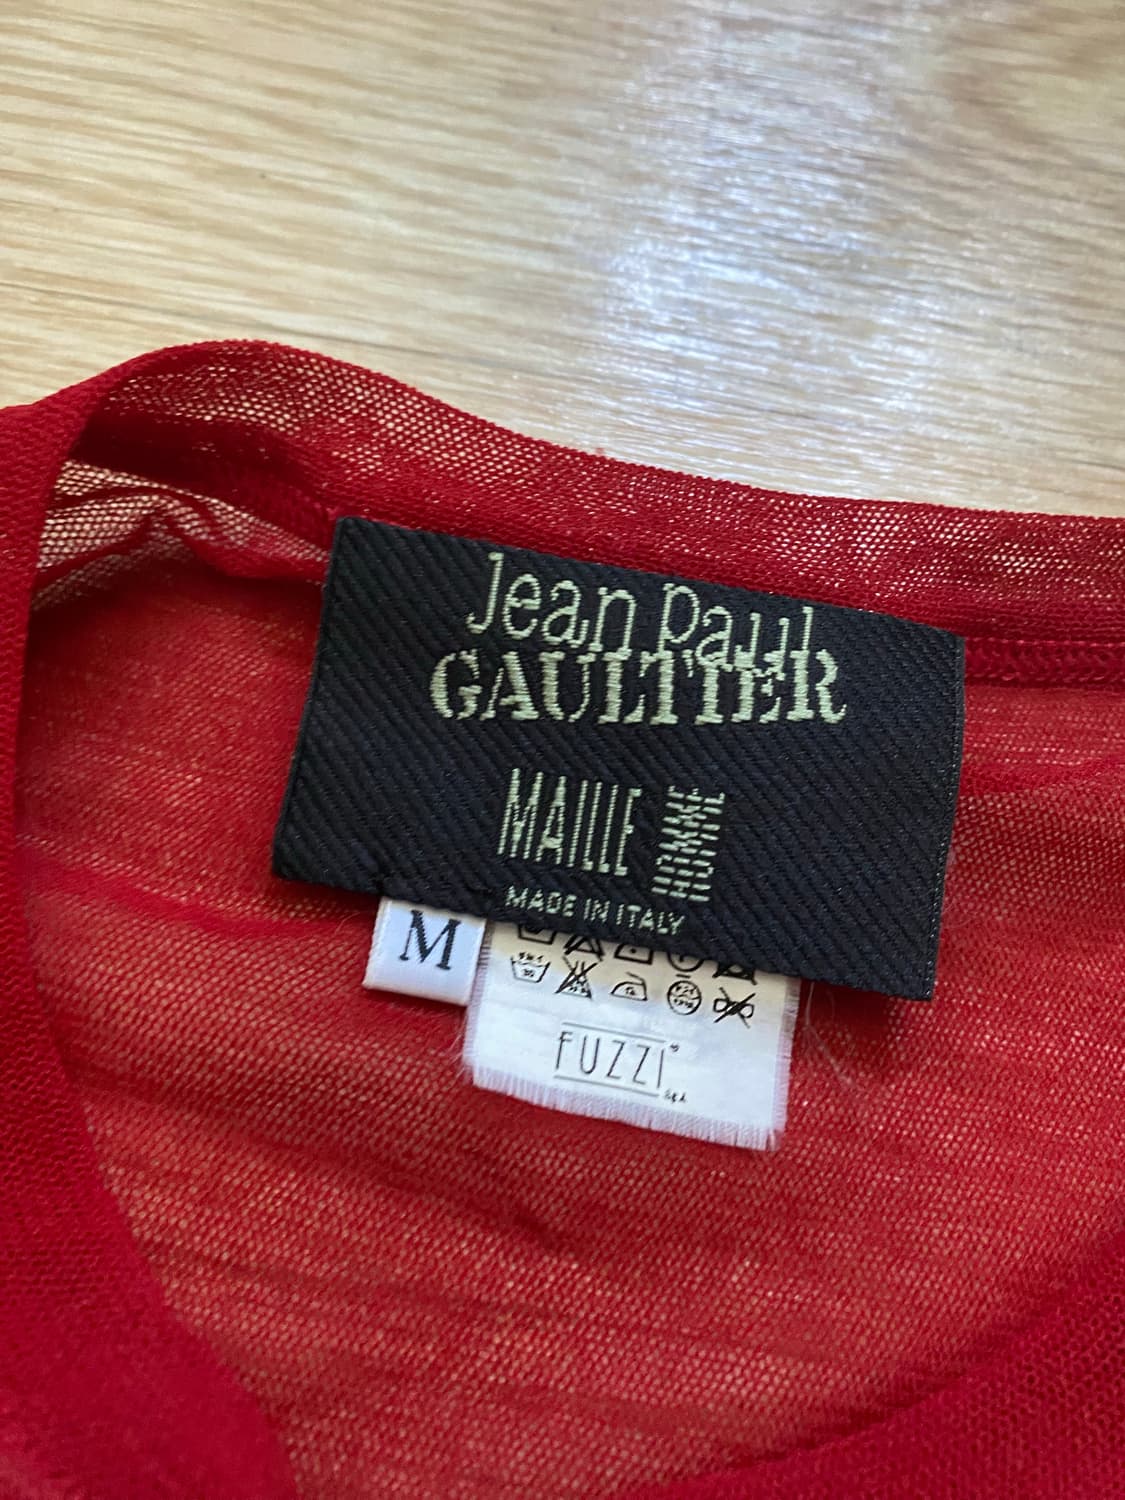 Jean Paul
GAULTIER
MAILLE HOMME
MADE IN ITALY
M
FUZZI
S.p.A.